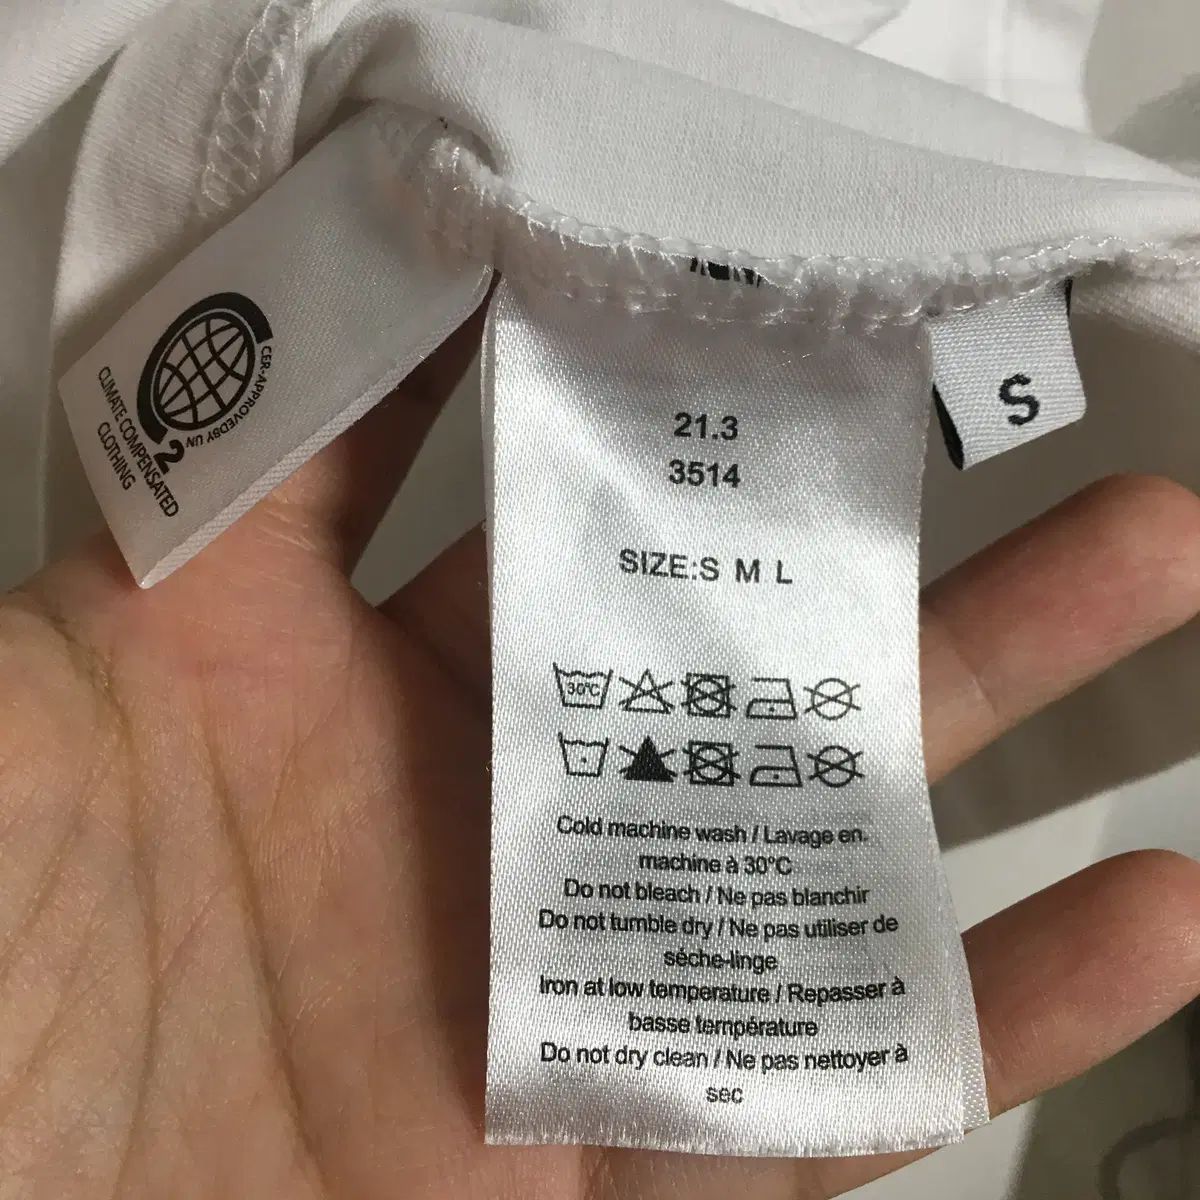 CER-APPROVEDBY UN
2
CLIMATE COMPENSATED
CLOTHING
S
21.3
3514
SIZE:S M L
30°C
Cold machine wash / Lavage en.
machine à 30°C
Do not bleach / Ne pas blanchir
Do not tumble dry / Ne pas utiliser de
séche-linge
Iron at low temperature / Repasser à
basse température
Do not dry clean / Ne pas nettoyer à
sec